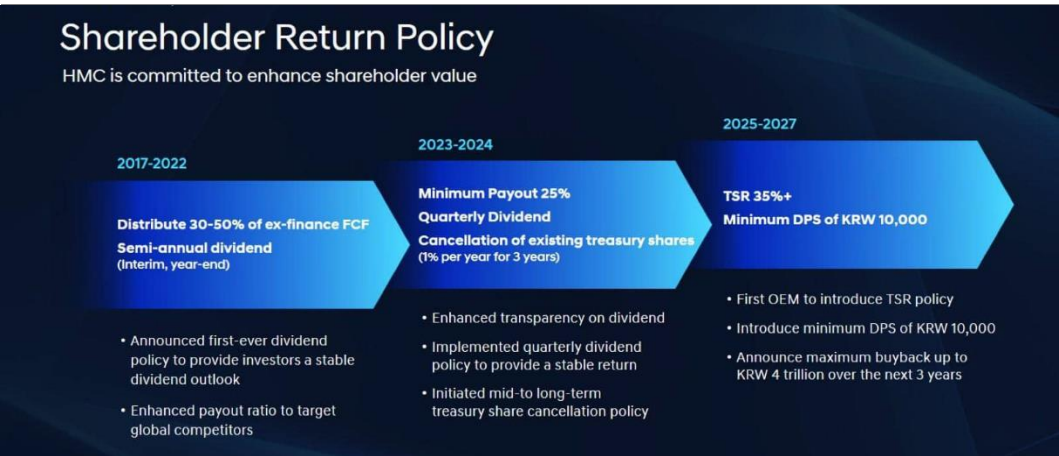 Shareholder Return Policy
HMC is committed to enhance shareholder value
2017-2022
Distribute 30-50% of ex-finance FCF
Semi-annual dividend
(Interim, year-end)
• Announced first-ever dividend
policy to provide investors a stable
dividend outlook
• Enhanced payout ratio to target
global competitors
2023-2024
Minimum Payout 25%
Quarterly Dividend
Cancellation of existing treasury shares
(1% per year for 3 years)
• Enhanced transparency on dividend
• Implemented quarterly dividend
policy to provide a stable return
• Initiated mid-to long-term
treasury share cancellation policy
2025-2027
TSR 35%+
Minimum DPS of KRW 10,000
• First OEM to introduce TSR policy
• Introduce minimum DPS of KRW 10,000
• Announce maximum buyback up to
KRW 4 trillion over the next 3 years